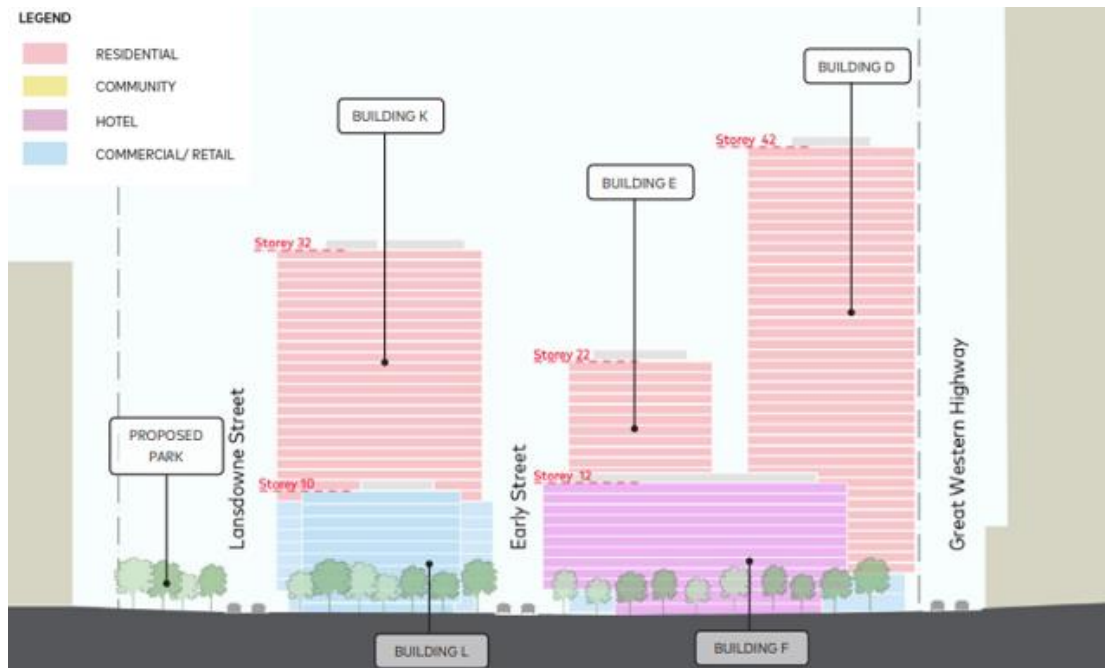 LEGEND
RESIDENTIAL
COMMUNITY
HOTEL
COMMERCIAL/ RETAIL
BUILDING D
BUILDING K
Storey 42
BUILDING E
Storey 32
Storey 22
PROPOSED
PARK
Lansdowne Street
Storey 10
Early Street
Storey 12
Great Western Highway
BUILDING L
BUILDING F